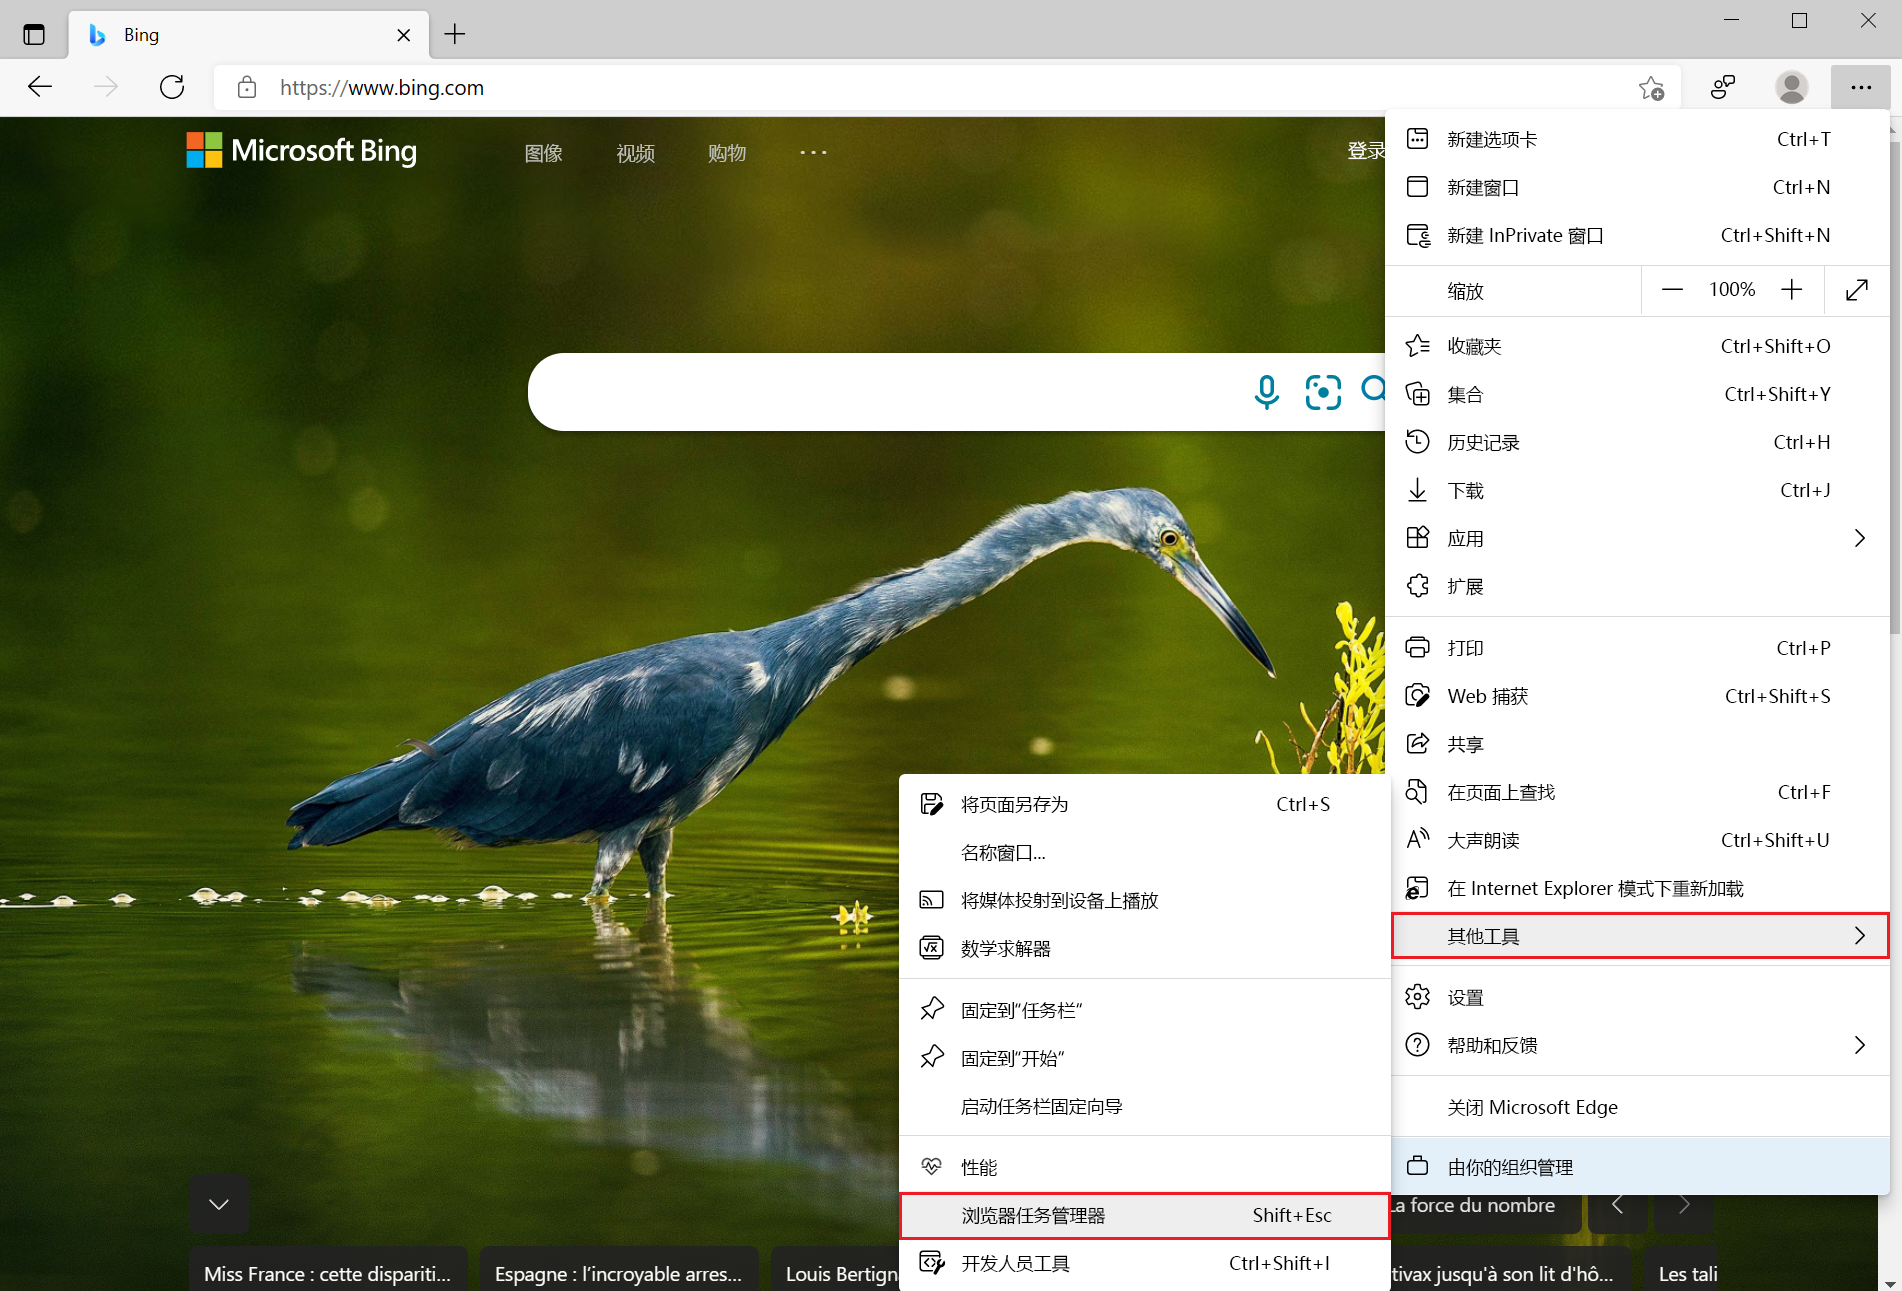 Bing
https://www.bing.com
Microsoft Bing
图像
视频
购物
登录
新建选项卡 Ctrl+T
新建窗口 Ctrl+N
新建 InPrivate 窗口 Ctrl+Shift+N
缩放 100%
收藏夹 Ctrl+Shift+O
集合 Ctrl+Shift+Y
历史记录 Ctrl+H
下载 Ctrl+J
应用
扩展
打印 Ctrl+P
Web 捕获 Ctrl+Shift+S
共享
在页面上查找 Ctrl+F
大声朗读 Ctrl+Shift+U
在 Internet Explorer 模式下重新加载
其他工具
设置
帮助和反馈
关闭 Microsoft Edge
由你的组织管理
将页面另存为 Ctrl+S
名称窗口...
将媒体投射到设备上播放
数学求解器
固定到“任务栏”
固定到“开始”
启动任务栏固定向导
性能
浏览器任务管理器 Shift+Esc
开发人员工具 Ctrl+Shift+I
La force du nombre
Miss France : cette dispariti...
Espagne : l’incroyable arres...
Louis Bertign
tivax jusqu'à son lit d'hô...
Les tali